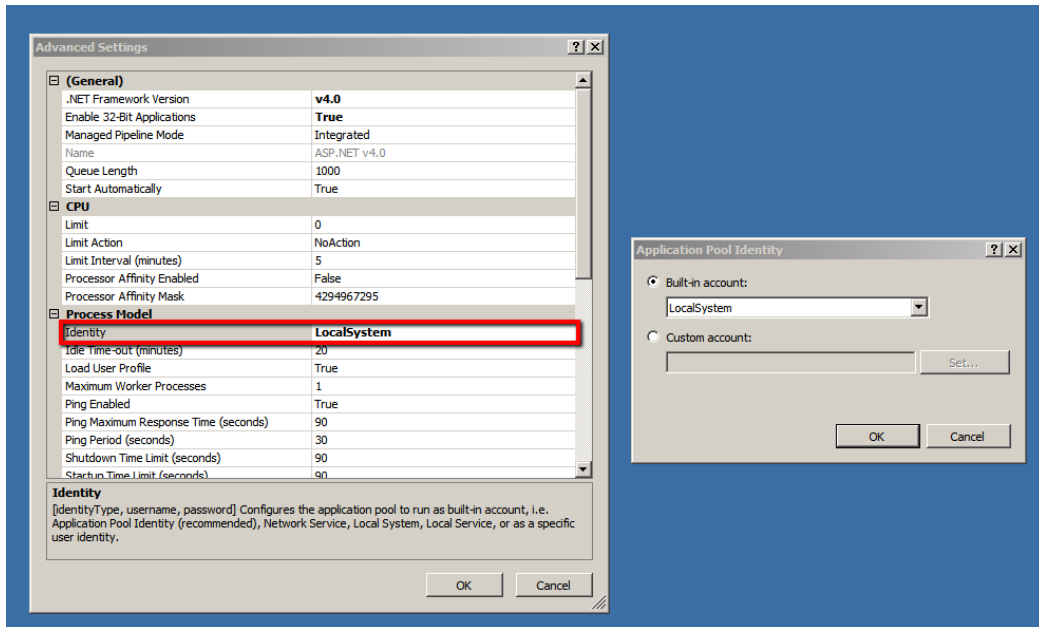 Advanced Settings
(General)
.NET Framework Version v4.0
Enable 32-Bit Applications True
Managed Pipeline Mode Integrated
Name ASP.NET v4.0
Queue Length 1000
Start Automatically True
CPU
Limit 0
Limit Action NoAction
Limit Interval (minutes) 5
Processor Affinity Enabled False
Processor Affinity Mask 4294967295
Process Model
Identity LocalSystem
Idle Time-out (minutes) 20
Load User Profile True
Maximum Worker Processes 1
Ping Enabled True
Ping Maximum Response Time (seconds) 90
Ping Period (seconds) 30
Shutdown Time Limit (seconds) 90
Startup Time Limit (seconds) 90
Identity
[identityType, username, password] Configures the application pool to run as built-in account, i.e.
Application Pool Identity (recommended), Network Service, Local System, Local Service, or as a specific
user identity.
OK Cancel
Application Pool Identity
Built-in account:
LocalSystem
Custom account:
Set...
OK Cancel